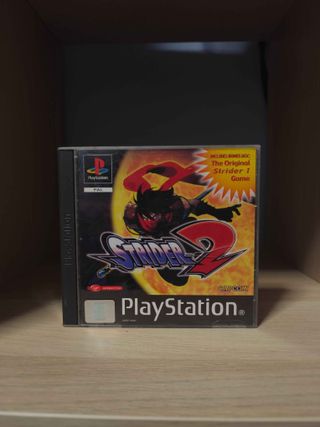 PlayStation
PAL
INCLUDES BONUS DISC:
The Original
Strider 1
Game
PlayStation
STRIDER 2
CAPCOM
PlayStation®